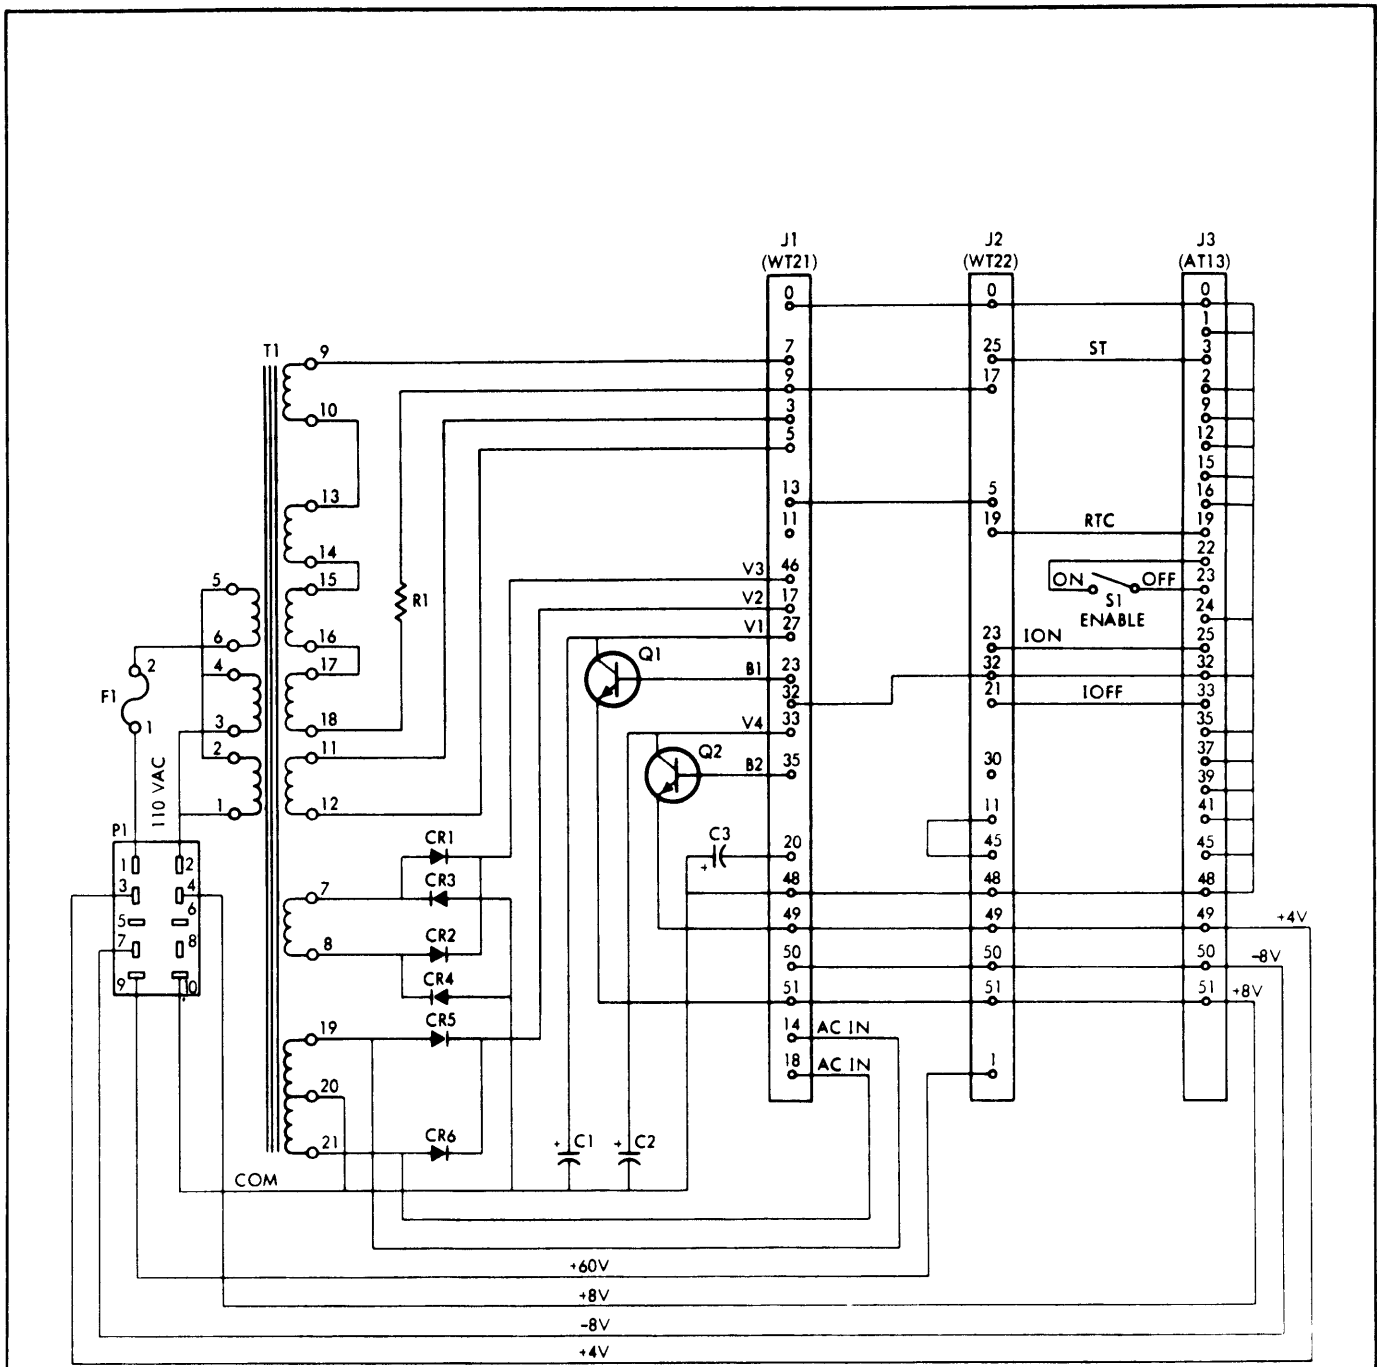 J1 J2 J3
(WT21) (WT22) (AT13)
0 0 0
1
T1 9 7 25 ST 3
9 17 2
10 3 9
5 12
15
13 13 5 16
11 19 RTC 19
14 22
5 15 V3 46 ON OFF 23
R1 V2 17 S1 24
ENABLE
6 16 V1 27 23 ION 25
2 4 17 Q1 B1 23 32 32
F1 32 21 IOFF 33
1 3 18 V4 33 35
2 11 Q2 B2 35 30 37
39
110 VAC
1 12 11 41
P1 CR1 C3 20 45 45
+
1 2
3 4 7 CR3 48 48 48
5 6 49 49 49 +4V
7 8 8 CR2 50 50 50 -8V
9 0 CR4 51 51 51 +8V
19 CR5 14 AC IN
20 18 AC IN 1
21 CR6 + C1 + C2
COM
+60V
+8V
-8V
+4V